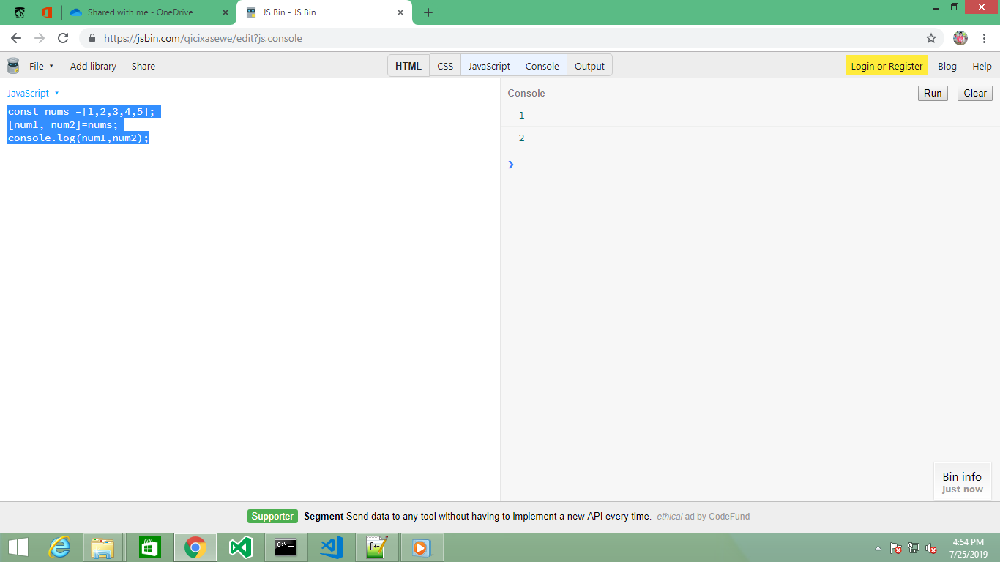 Shared with me - OneDrive
JS Bin - JS Bin
https://jsbin.com/qicixasewe/edit?js,console
File
Add library
Share
HTML
CSS
JavaScript
Console
Output
Login or Register
Blog
Help
JavaScript
const nums =[1,2,3,4,5];
[num1, num2]=nums;
console.log(num1,num2);
Console
Run
Clear
1
2
Bin info
just now
Supporter Segment Send data to any tool without having to implement a new API every time. ethical ad by CodeFund
4:54 PM
7/25/2019